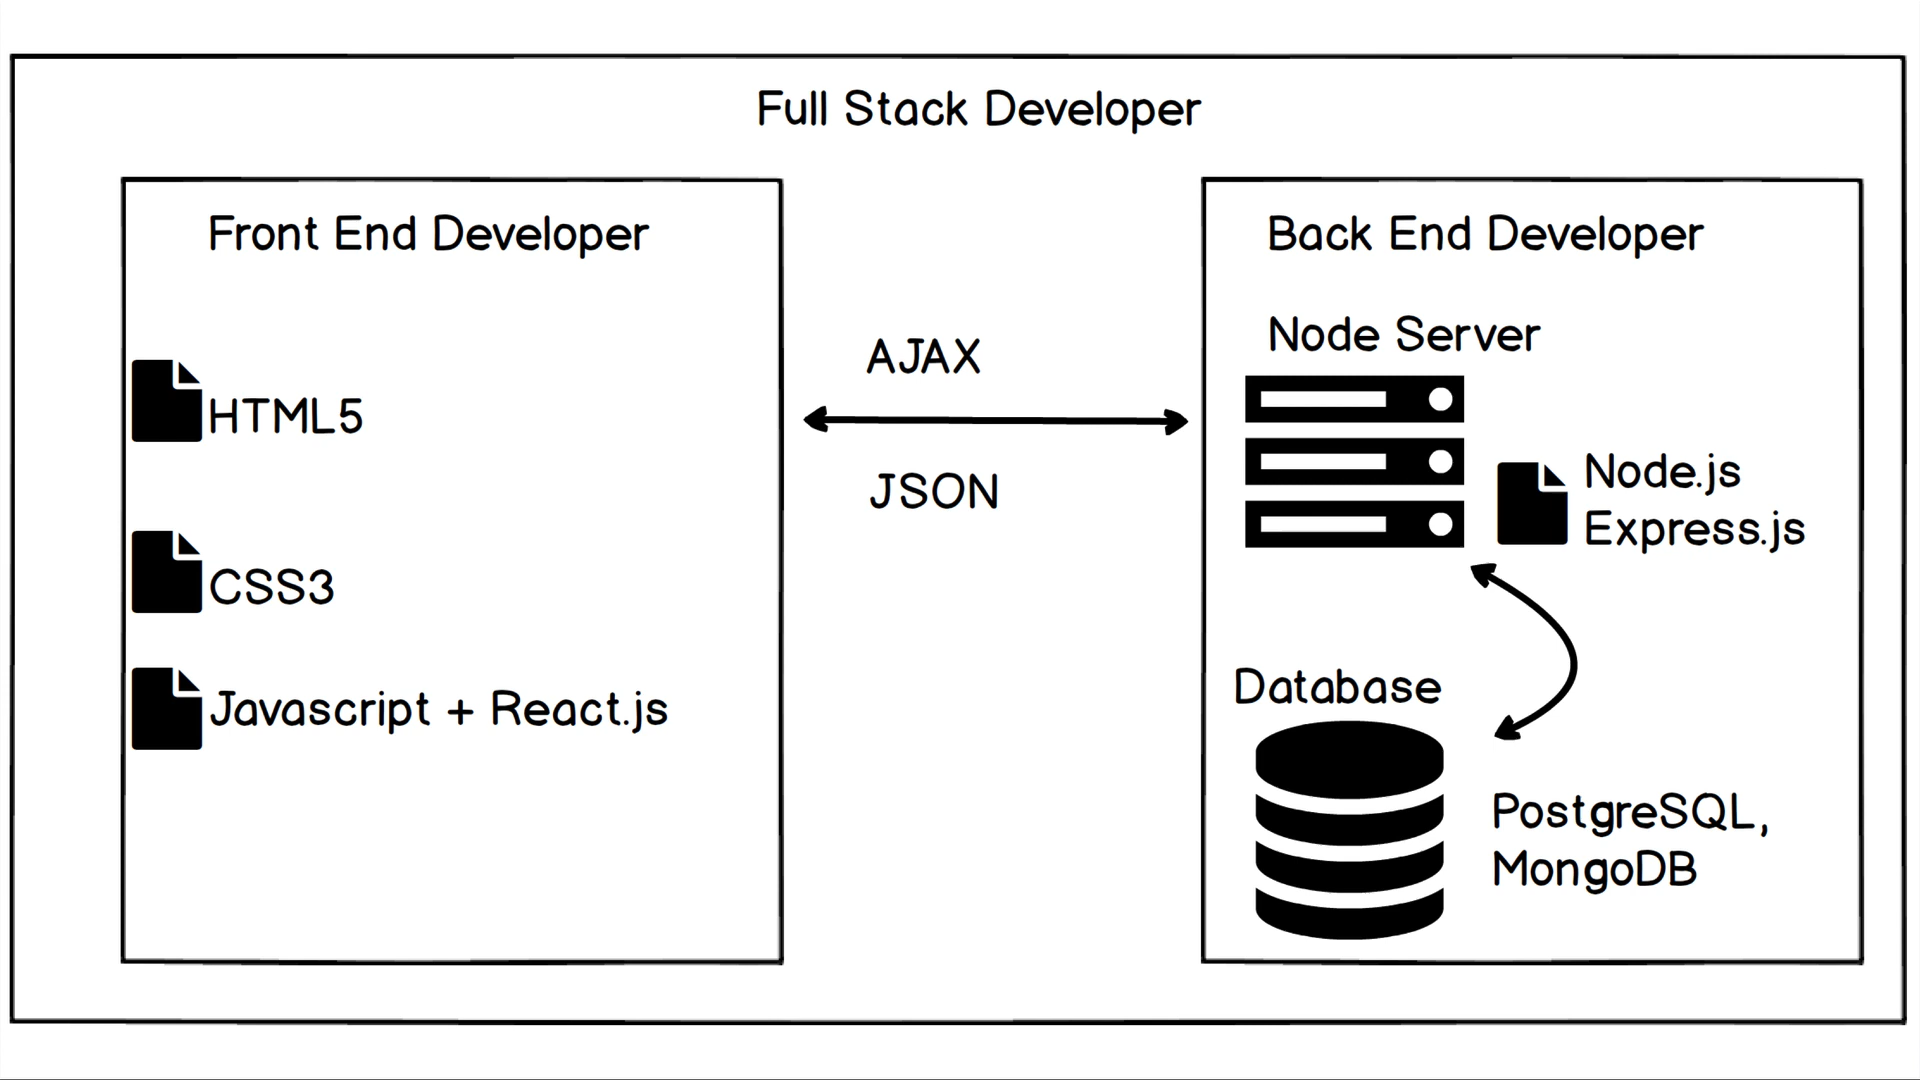 Full Stack Developer
Front End Developer
HTML5
CSS3
Javascript + React.js
AJAX
JSON
Back End Developer
Node Server
Node.js
Express.js
Database
PostgreSQL,
MongoDB